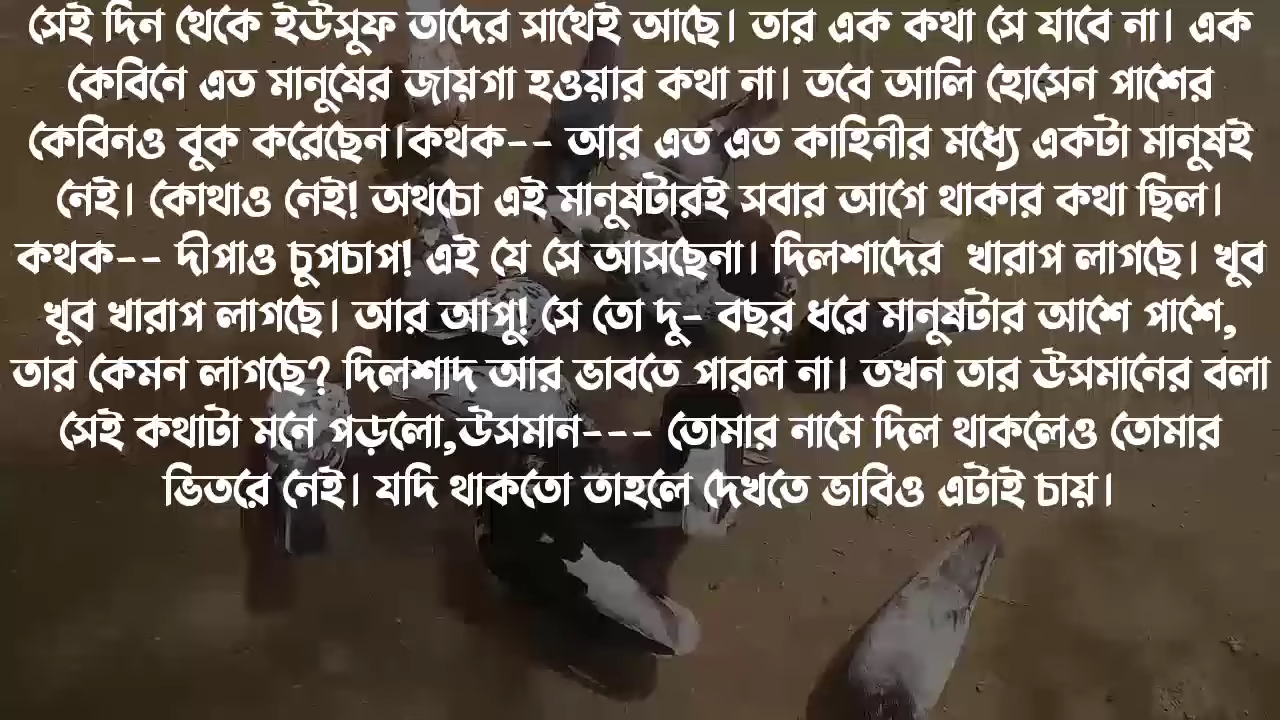 সেই দিন থেকে ইউসুফ তাদের সাথেই আছে। তার এক কথা সে যাবে না। এক
কেবিনে এত মানুষের জায়গা হওয়ার কথা না। তবে আলি হোসেন পাশের
কেবিনও বুক করেছেন।কথক-- আর এত এত কাহিনীর মধ্যে একটা মানুষই
নেই। কোথাও নেই! অথচো এই মানুষটারই সবার আগে থাকার কথা ছিল।
কথক-- দীপাও চুপচাপ! এই যে সে আসছেনা। দিলশাদের খারাপ লাগছে। খুব
খুব খারাপ লাগছে। আর আপু! সে তো দু- বছর ধরে মানুষটার আশে পাশে,
তার কেমন লাগছে? দিলশাদ আর ভাবতে পারল না। তখন তার উসমানের বলা
সেই কথাটা মনে পড়লো,উসমান--- তোমার নামে দিল থাকলেও তোমার
ভিতরে নেই। যদি থাকতো তাহলে দেখতে ভাবিও এটাই চায়।